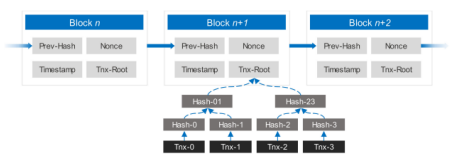 Block n Block n+1 Block n+2
Prev-Hash Nonce Prev-Hash Nonce Prev-Hash Nonce
Timestamp Tnx-Root Timestamp Tnx-Root Timestamp Tnx-Root
Hash-01 Hash-23
Hash-0 Hash-1 Hash-2 Hash-3
Tnx-0 Tnx-1 Tnx-2 Tnx-3